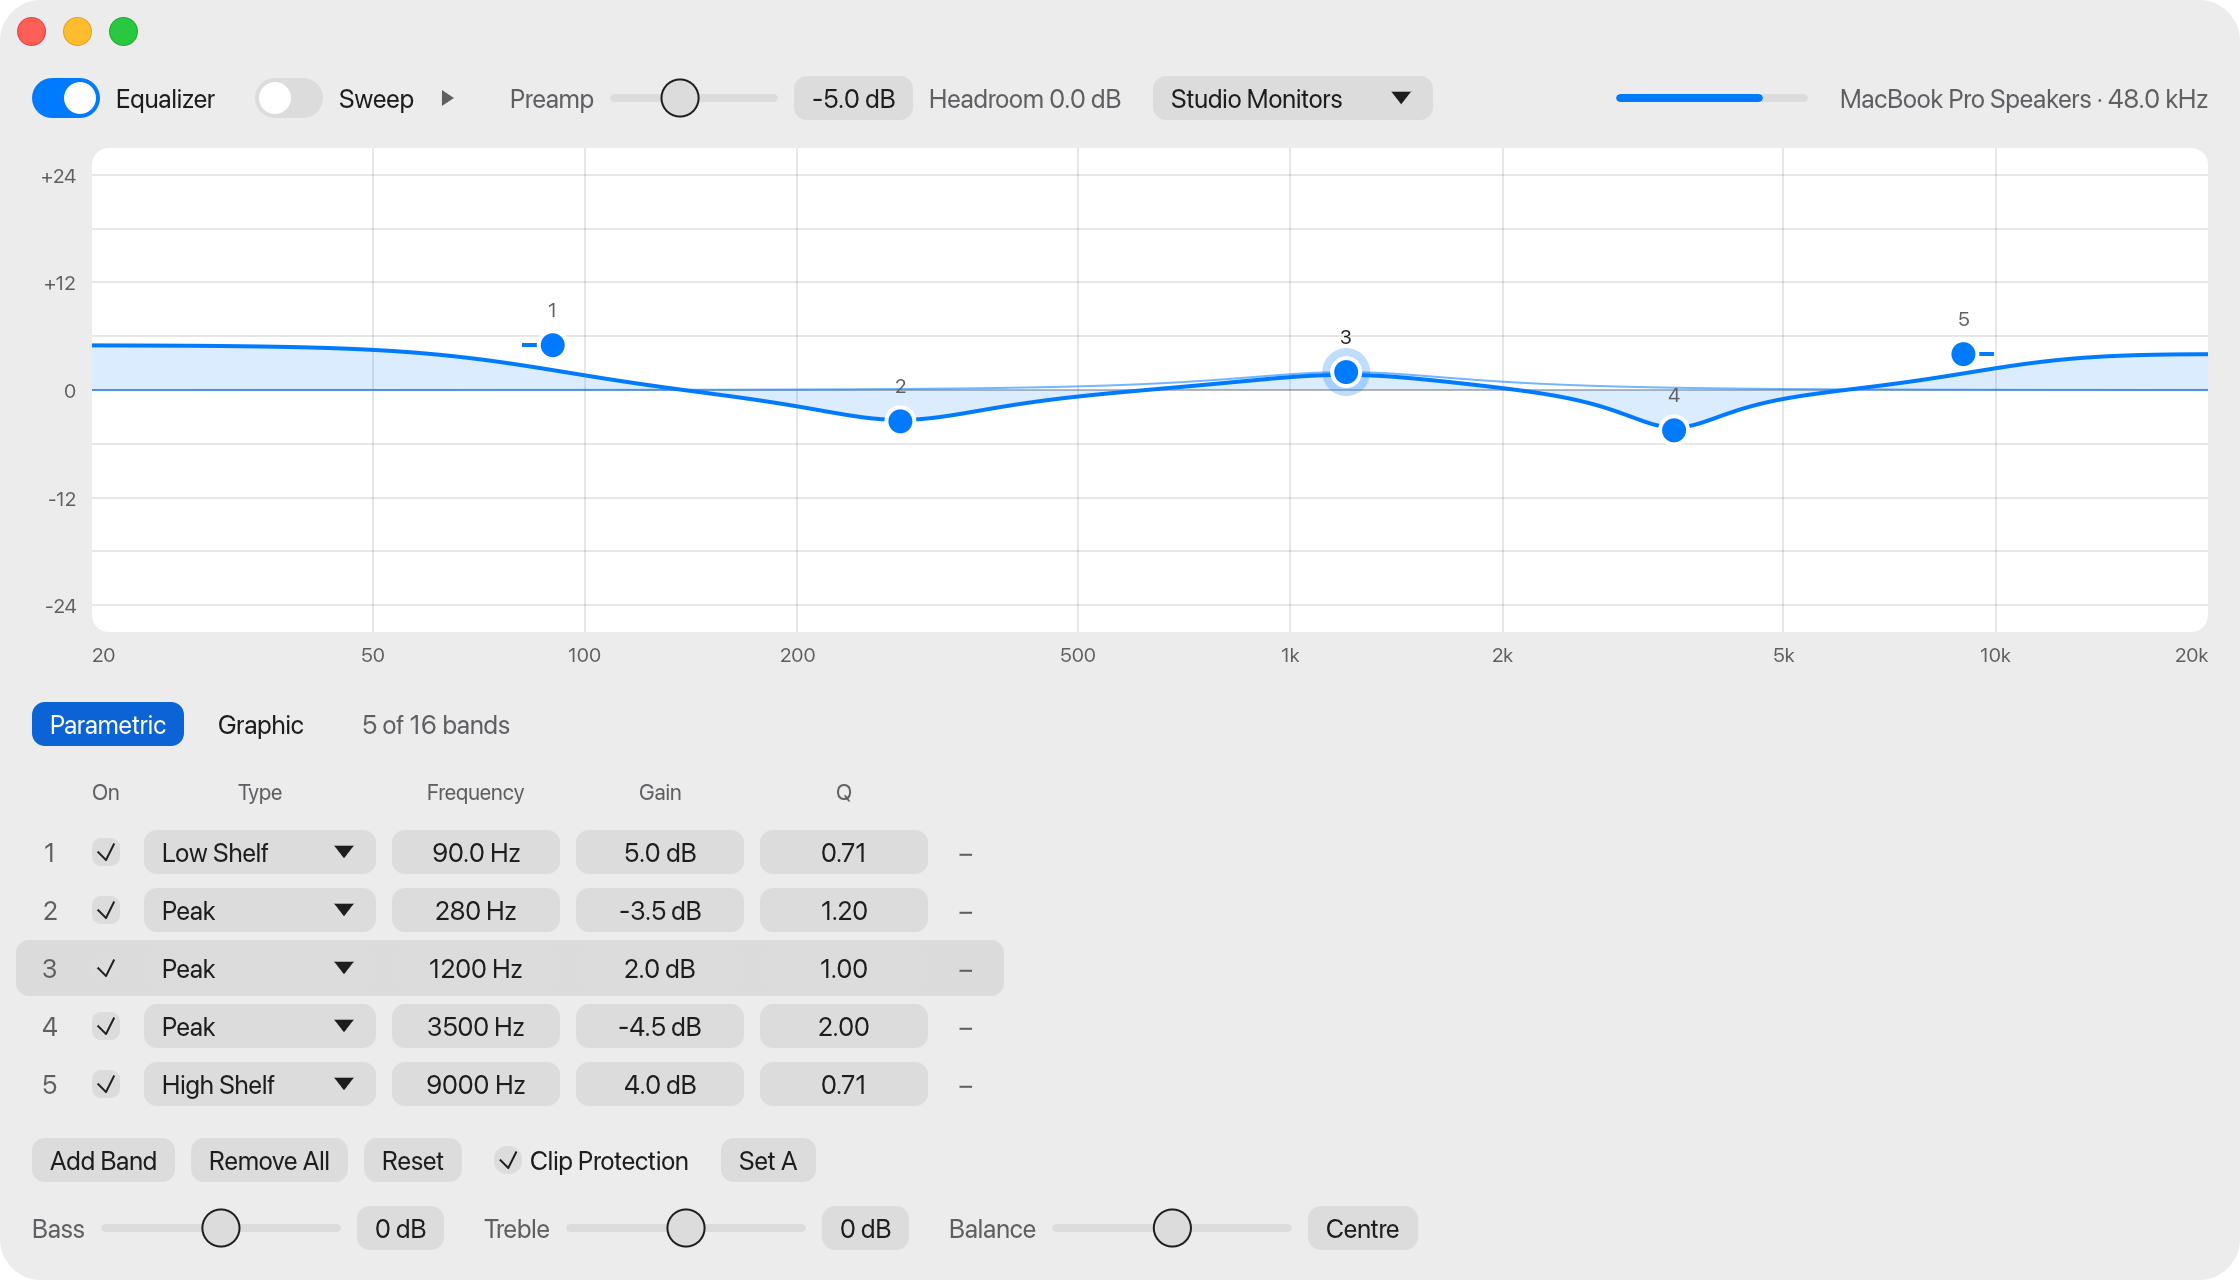 Equalizer Sweep Preamp -5.0 dB Headroom 0.0 dB Studio Monitors MacBook Pro Speakers · 48.0 kHz
+24
+12
0
-12
-24
1
2
3
4
5
20 50 100 200 500 1k 2k 5k 10k 20k
Parametric Graphic 5 of 16 bands
On Type Frequency Gain Q
1 Low Shelf 90.0 Hz 5.0 dB 0.71 –
2 Peak 280 Hz -3.5 dB 1.20 –
3 Peak 1200 Hz 2.0 dB 1.00 –
4 Peak 3500 Hz -4.5 dB 2.00 –
5 High Shelf 9000 Hz 4.0 dB 0.71 –
Add Band Remove All Reset Clip Protection Set A
Bass 0 dB Treble 0 dB Balance Centre